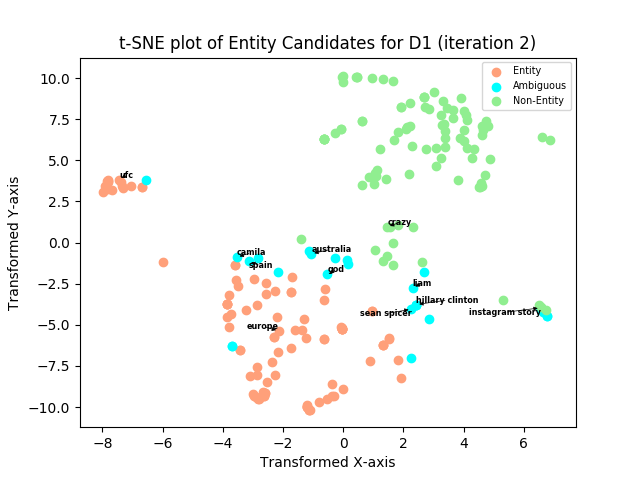 t-SNE plot of Entity Candidates for D1 (iteration 2)
Entity
Ambiguous
Non-Entity
10.0
7.5
5.0
2.5
0.0
−2.5
−5.0
−7.5
−10.0
Transformed Y-axis
ufc
crazy
camila
australia
spain
god
liam
hillary clinton
sean spicer
instagram story
europe
−8 −6 −4 −2 0 2 4 6
Transformed X-axis